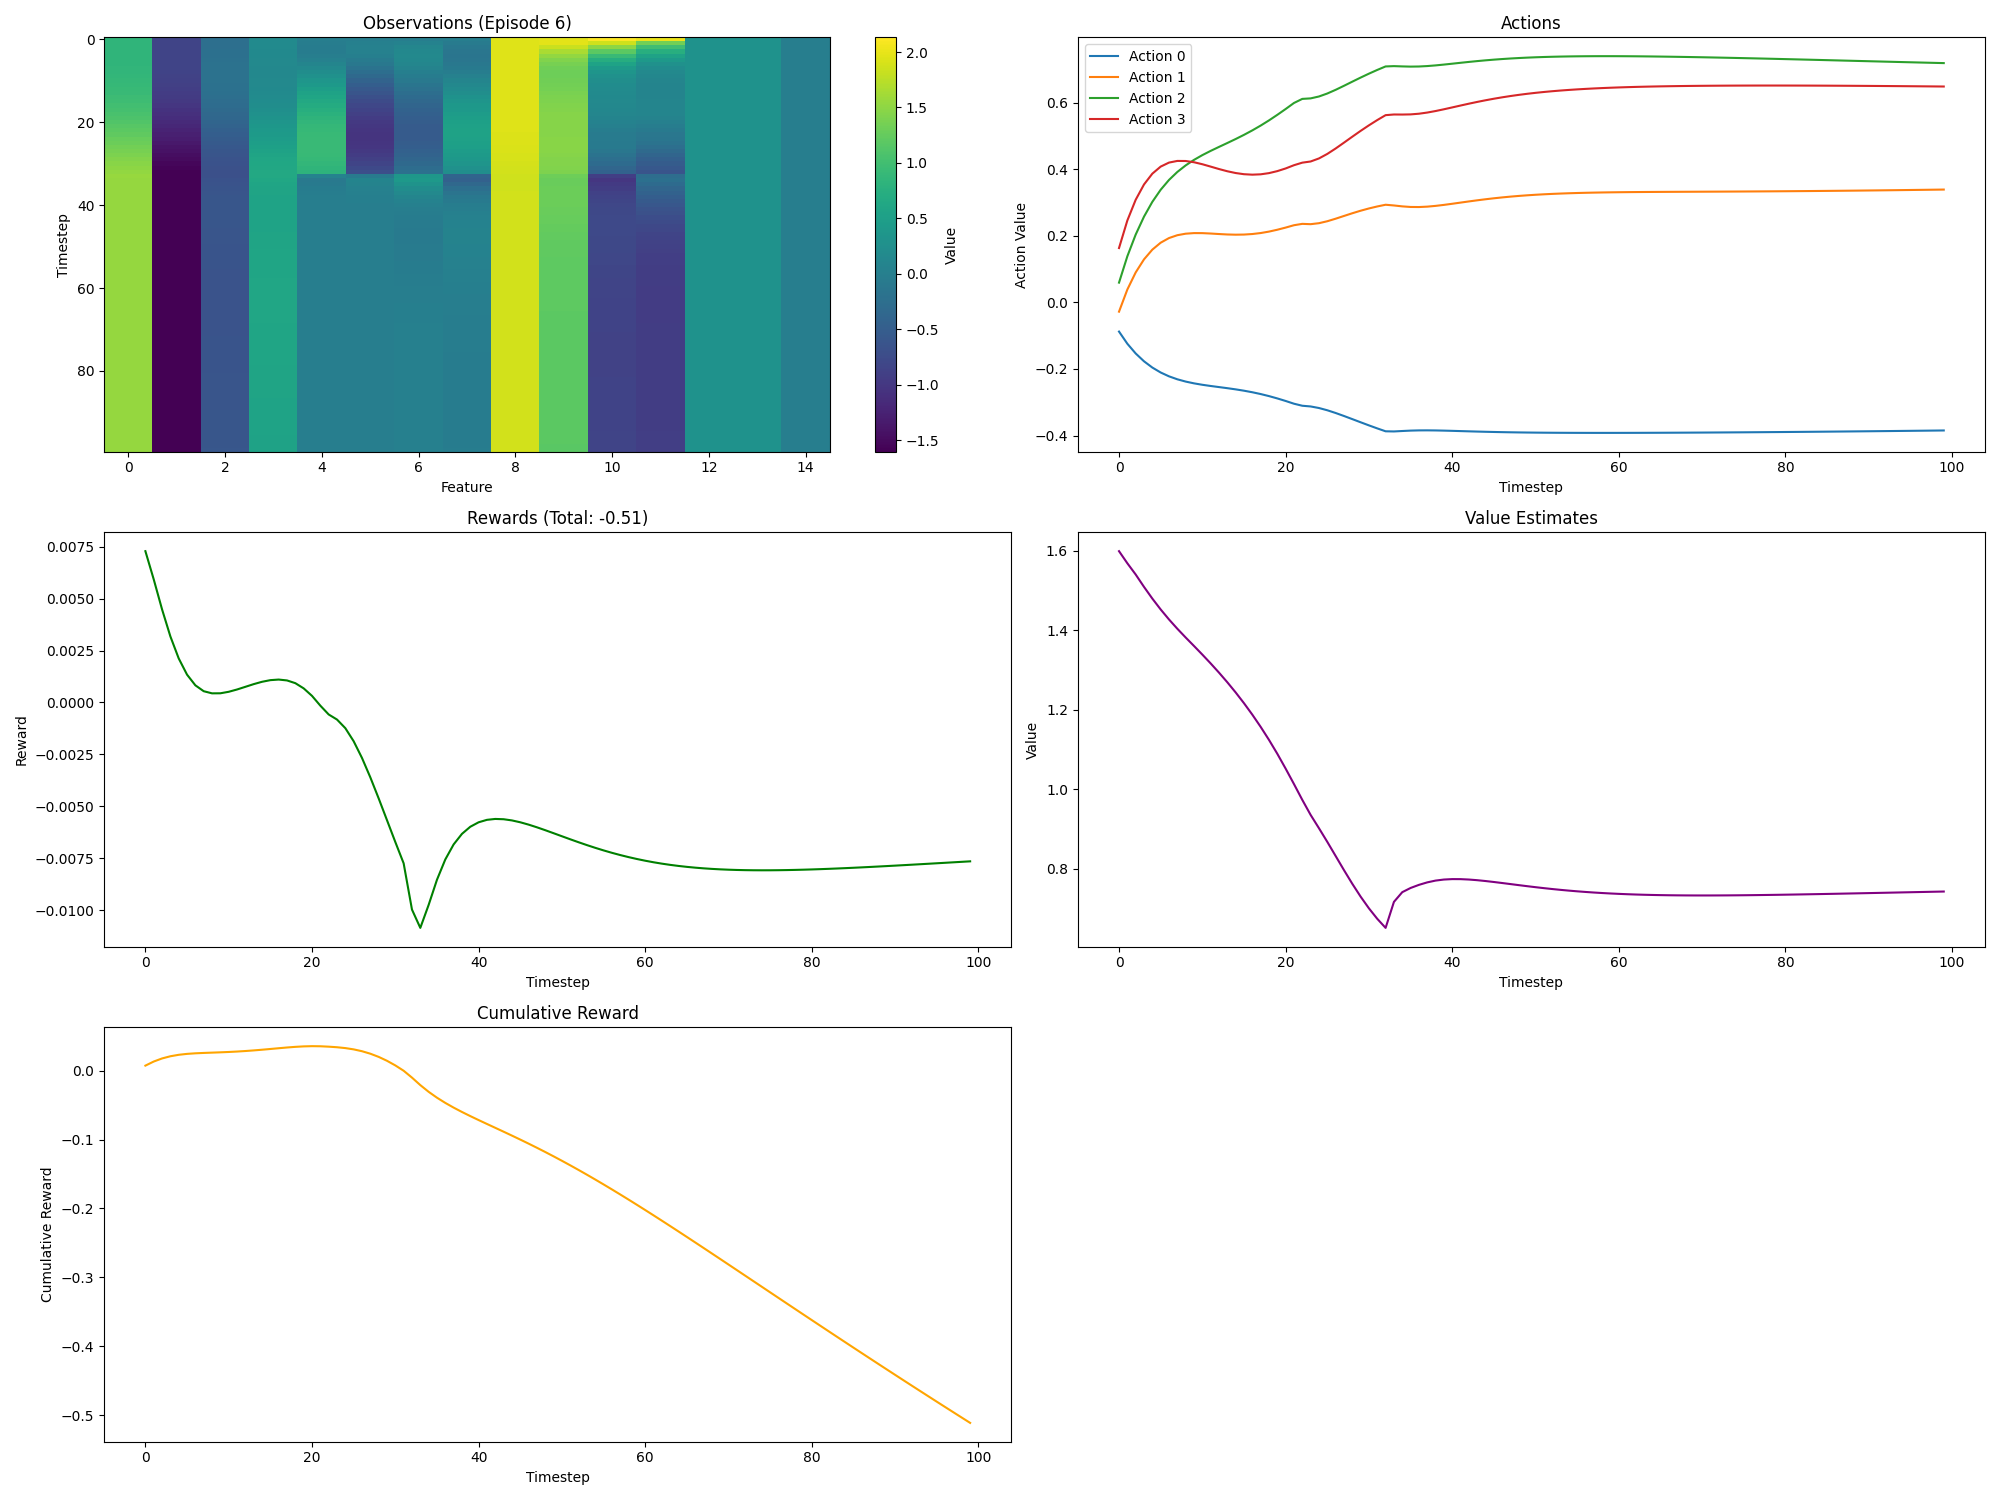 Observations (Episode 6)
0
20
40
60
80
Timestep
0 2 4 6 8 10 12 14
Feature
2.0
1.5
1.0
0.5
0.0
−0.5
−1.0
−1.5
Value
Actions
Action 0
Action 1
Action 2
Action 3
0.6
0.4
0.2
0.0
−0.2
−0.4
Action Value
0 20 40 60 80 100
Timestep
Rewards (Total: -0.51)
0.0075
0.0050
0.0025
0.0000
−0.0025
−0.0050
−0.0075
−0.0100
Reward
0 20 40 60 80 100
Timestep
Value Estimates
1.6
1.4
1.2
1.0
0.8
Value
0 20 40 60 80 100
Timestep
Cumulative Reward
0.0
−0.1
−0.2
−0.3
−0.4
−0.5
Cumulative Reward
0 20 40 60 80 100
Timestep